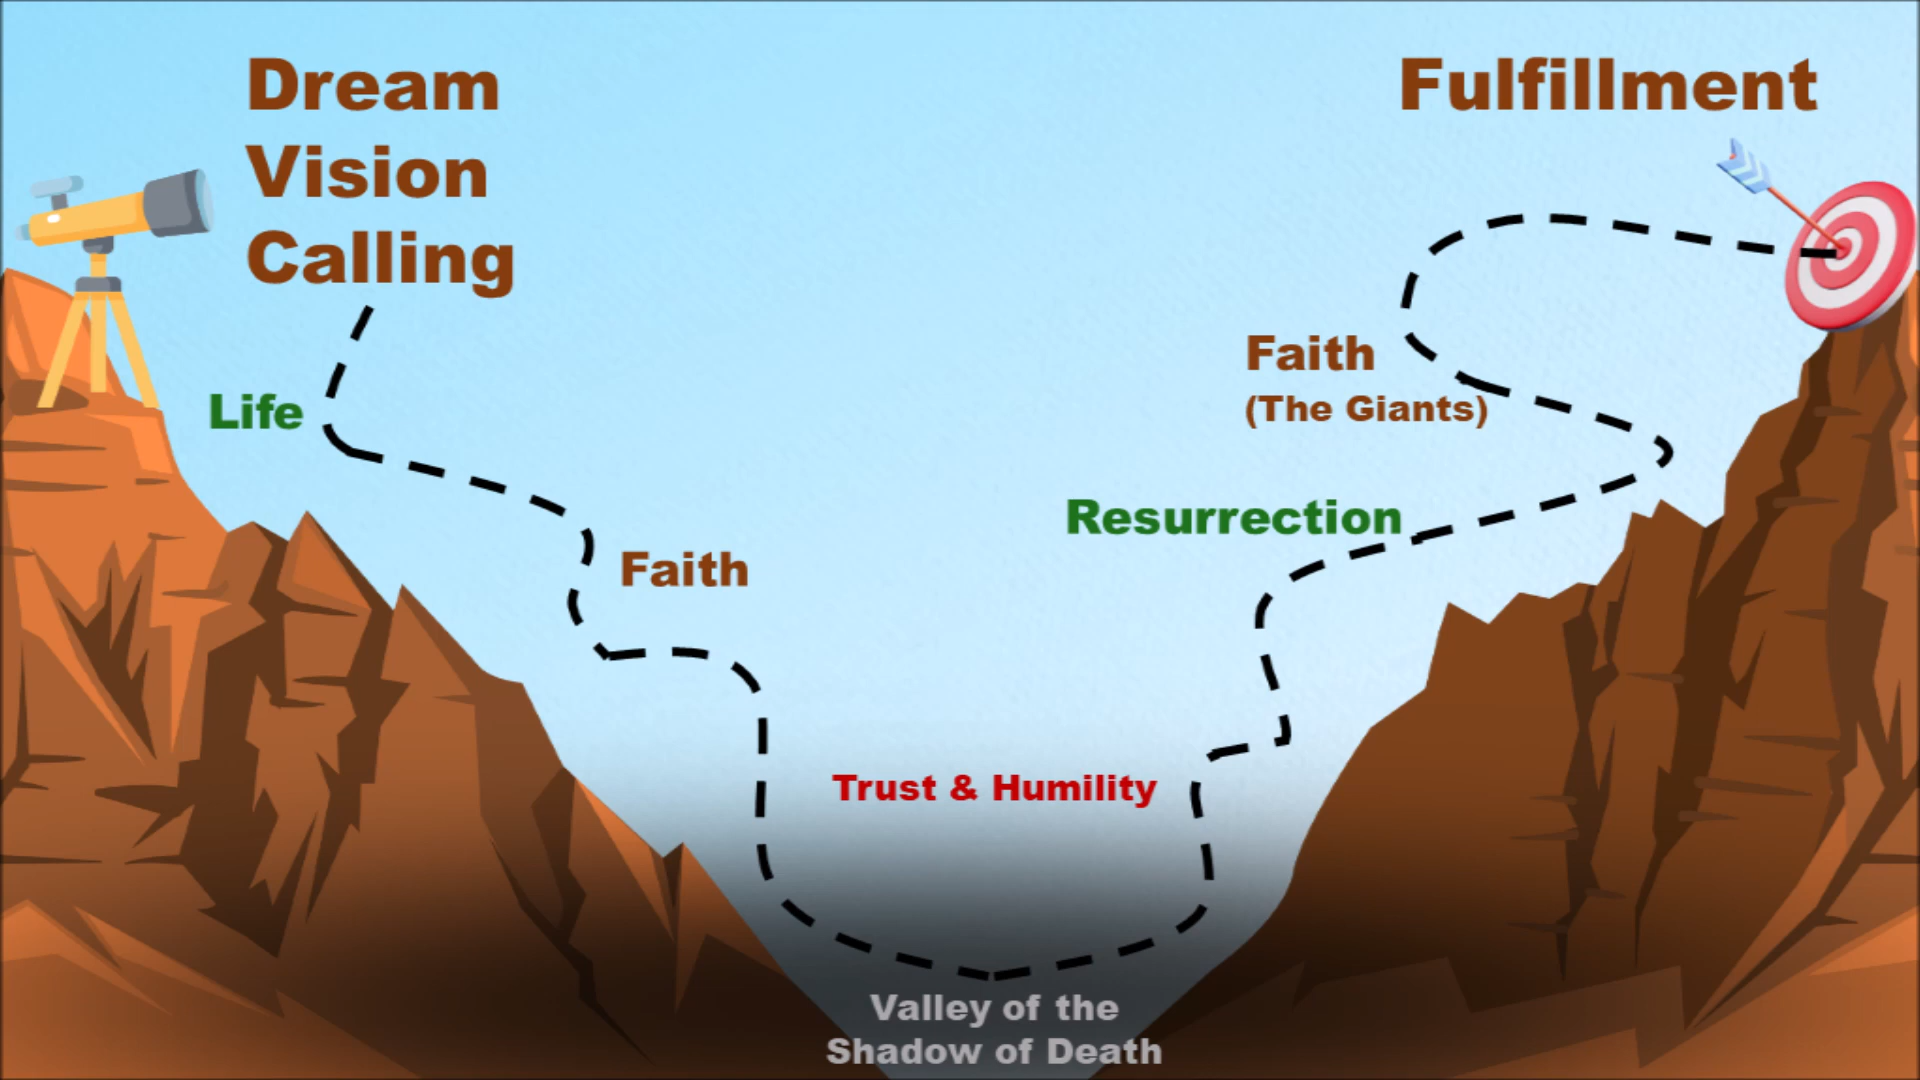 Dream
Vision
Calling
Life
Faith
Trust & Humility
Valley of the
Shadow of Death
Resurrection
Faith
(The Giants)
Fulfillment